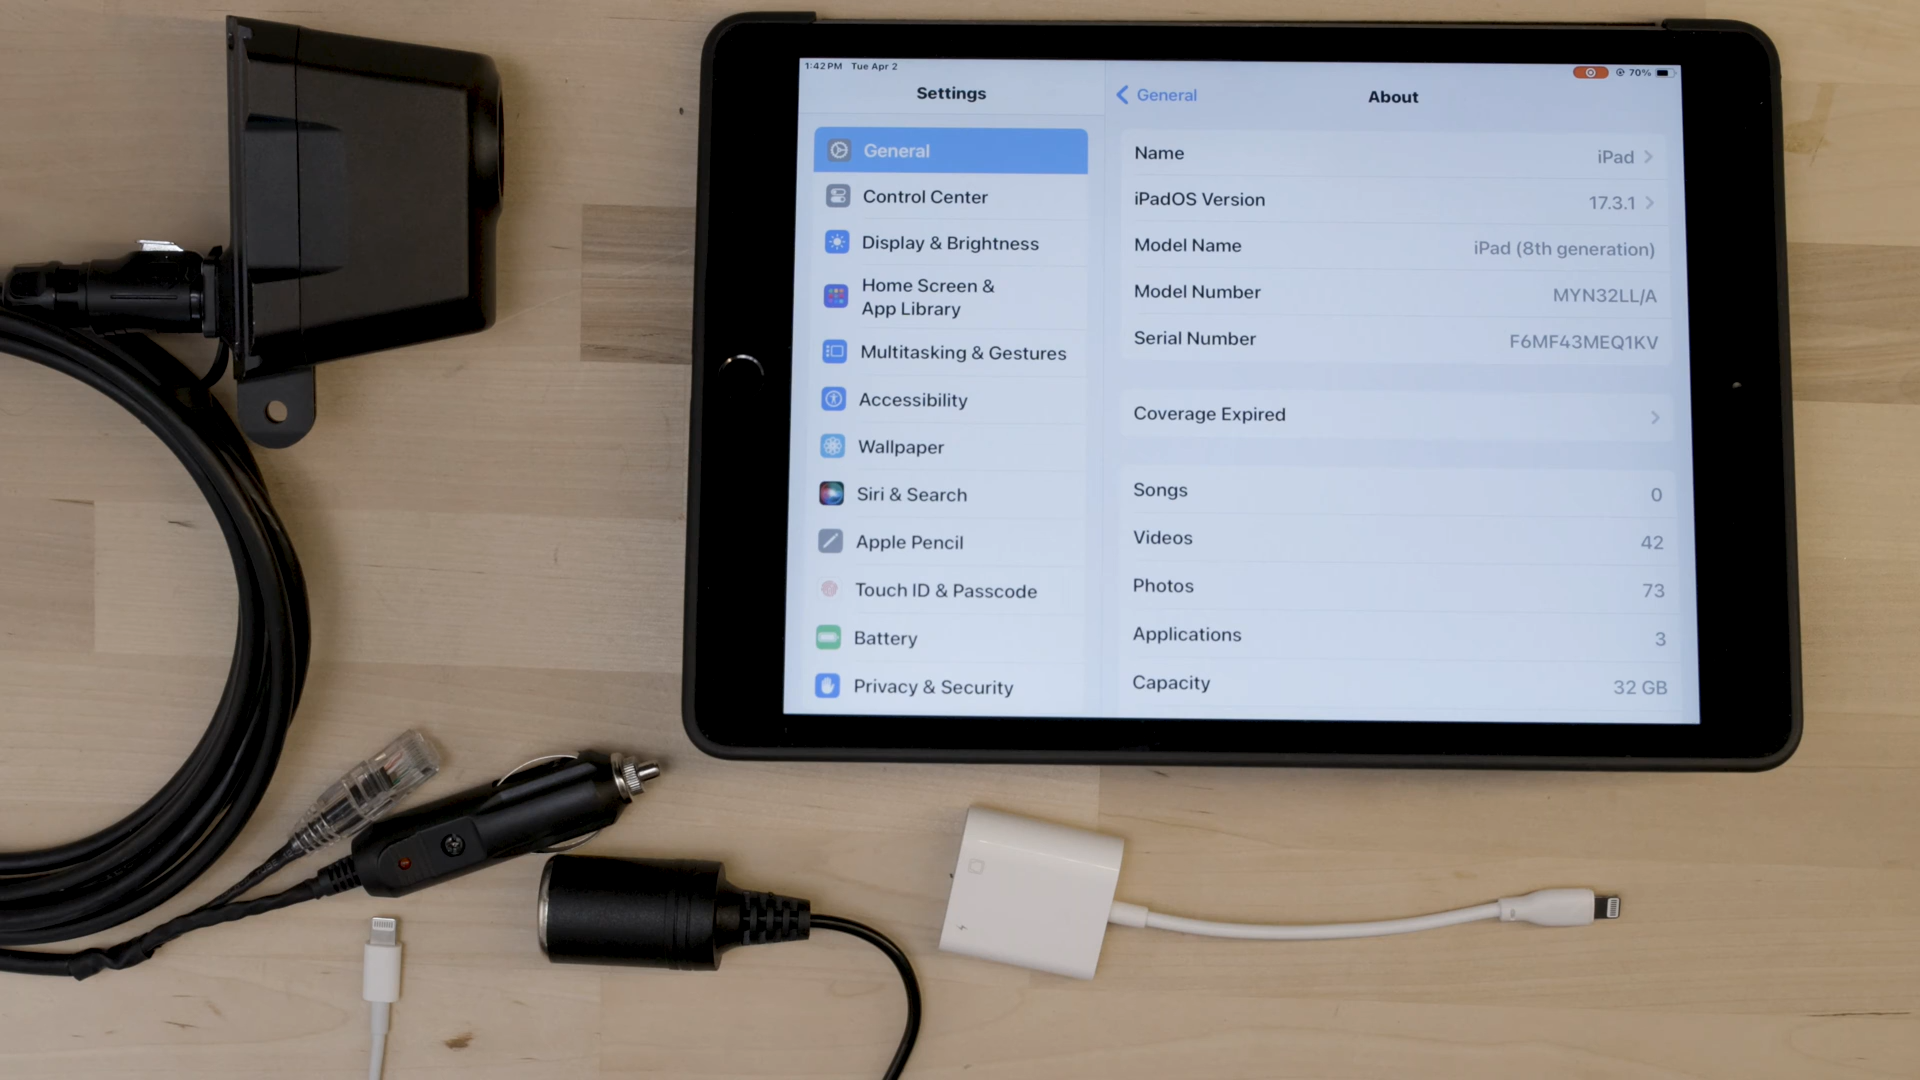 1:42 PM Tue Apr 2
70%
Settings
General
Control Center
Display & Brightness
Home Screen &
App Library
Multitasking & Gestures
Accessibility
Wallpaper
Siri & Search
Apple Pencil
Touch ID & Passcode
Battery
Privacy & Security
General
About
Name iPad
iPadOS Version 17.3.1
Model Name iPad (8th generation)
Model Number MYN32LL/A
Serial Number F6MF43MEQ1KV
Coverage Expired
Songs 0
Videos 42
Photos 73
Applications 3
Capacity 32 GB